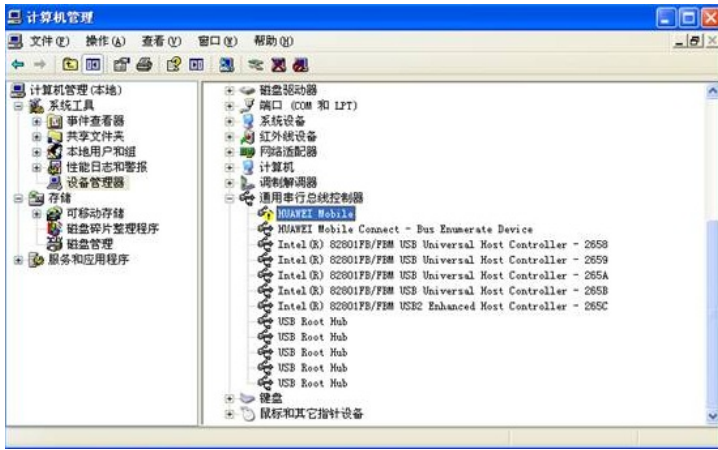 计算机管理
文件(F) 操作(A) 查看(V) 窗口(W) 帮助(H)
计算机管理(本地)
系统工具
事件查看器
共享文件夹
本地用户和组
性能日志和警报
设备管理器
存储
可移动存储
磁盘碎片整理程序
磁盘管理
服务和应用程序
磁盘驱动器
端口 (COM 和 LPT)
系统设备
红外线设备
网络适配器
计算机
调制解调器
通用串行总线控制器
HUAWEI Mobile
HUAWEI Mobile Connect - Bus Enumerate Device
Intel(R) 82801FB/FBM USB Universal Host Controller - 2658
Intel(R) 82801FB/FBM USB Universal Host Controller - 2659
Intel(R) 82801FB/FBM USB Universal Host Controller - 265A
Intel(R) 82801FB/FBM USB Universal Host Controller - 265B
Intel(R) 82801FB/FBM USB2 Enhanced Host Controller - 265C
USB Root Hub
USB Root Hub
USB Root Hub
USB Root Hub
USB Root Hub
键盘
鼠标和其它指针设备